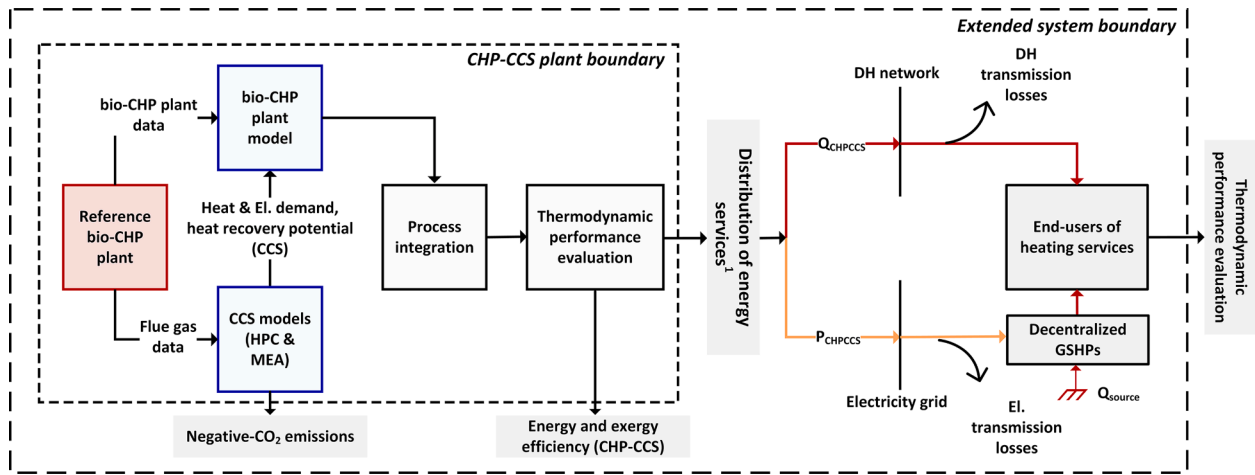 Extended system boundary
CHP-CCS plant boundary
bio-CHP plant
data
bio-CHP
plant
model
Reference
bio-CHP
plant
Heat & El. demand,
heat recovery potential
(CCS)
Flue gas
data
CCS models
(HPC &
MEA)
Process
integration
Thermodynamic
performance
evaluation
Negative-CO₂ emissions
Energy and exergy
efficiency (CHP-CCS)
Distribution of energy
services¹
DH network
DH
transmission
losses
Q_CHPCCS
P_CHPCCS
Electricity grid
El.
transmission
losses
End-users of
heating services
Decentralized
GSHPs
Q_source
Thermodynamic
performance evaluation